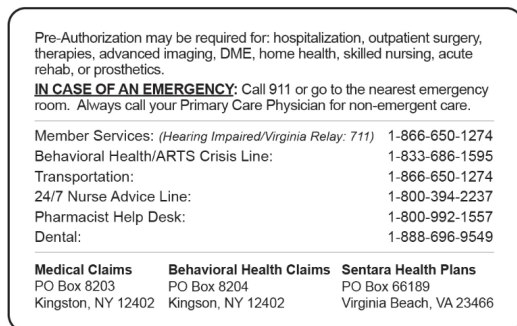 Pre-Authorization may be required for: hospitalization, outpatient surgery,
therapies, advanced imaging, DME, home health, skilled nursing, acute
rehab, or prosthetics.
IN CASE OF AN EMERGENCY: Call 911 or go to the nearest emergency
room. Always call your Primary Care Physician for non-emergent care.
Member Services: (Hearing Impaired/Virginia Relay: 711) 1-866-650-1274
Behavioral Health/ARTS Crisis Line: 1-833-686-1595
Transportation: 1-866-650-1274
24/7 Nurse Advice Line: 1-800-394-2237
Pharmacist Help Desk: 1-800-992-1557
Dental: 1-888-696-9549
Medical Claims Behavioral Health Claims Sentara Health Plans
PO Box 8203 PO Box 8204 PO Box 66189
Kingston, NY 12402 Kingson, NY 12402 Virginia Beach, VA 23466